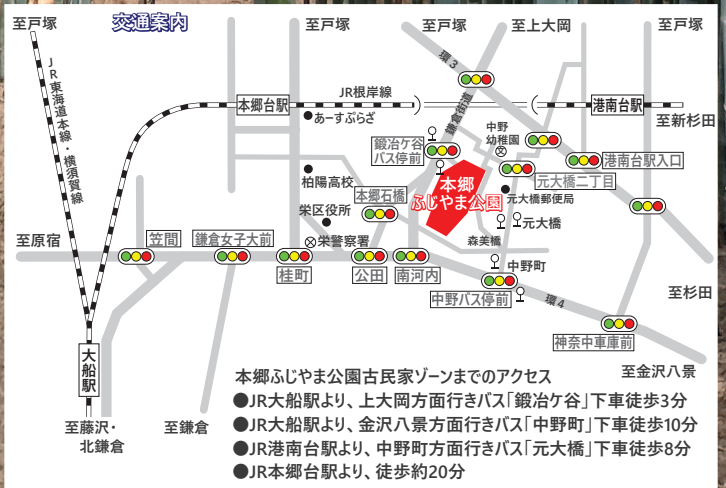 交通案内
至戸塚
至戸塚
至戸塚
至上大岡
至戸塚
環3
JR東海道本線・横須賀線
JR根岸線
本郷台駅
鎌倉街道
港南台駅
至新杉田
あーすぷらざ
鍛冶ケ谷
バス停前
中野
幼稚園
港南台駅入口
柏陽高校
本郷
ふじやま公園
元大橋二丁目
元大橋郵便局
本郷石橋
栄区役所
元大橋
至原宿
笠間
鎌倉女子大前
栄警察署
森美橋
桂町
公田
南河内
中野町
至杉田
中野バス停前
環4
神奈中車庫前
大船駅
至金沢八景
至藤沢・
北鎌倉
至鎌倉
本郷ふじやま公園古民家ゾーンまでのアクセス
●JR大船駅より、上大岡方面行きバス「鍛冶ケ谷」下車徒歩3分
●JR大船駅より、金沢八景方面行きバス「中野町」下車徒歩10分
●JR港南台駅より、中野町方面行きバス「元大橋」下車徒歩8分
●JR本郷台駅より、徒歩約20分